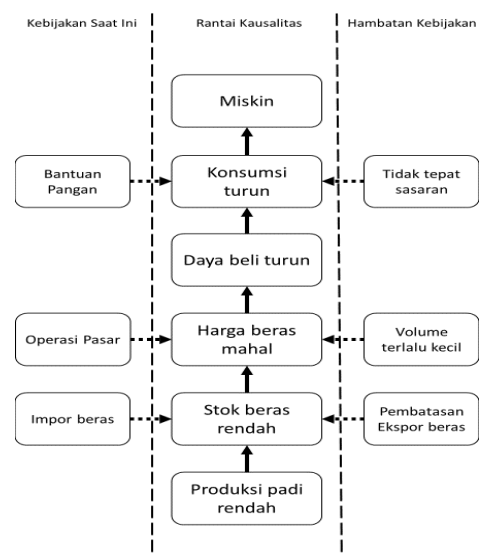 Kebijakan Saat Ini
Rantai Kausalitas
Hambatan Kebijakan
Miskin
Bantuan
Pangan
Konsumsi
turun
Tidak tepat
sasaran
Daya beli turun
Operasi Pasar
Harga beras
mahal
Volume
terlalu kecil
Impor beras
Stok beras
rendah
Pembatasan
Ekspor beras
Produksi padi
rendah